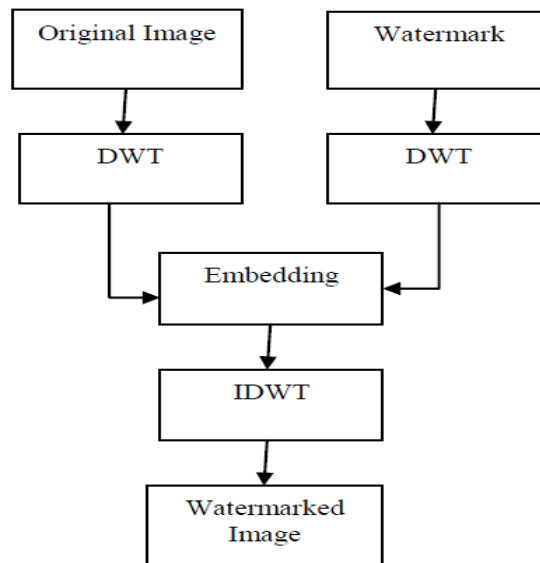 Original Image
Watermark
DWT
DWT
Embedding
IDWT
Watermarked
Image